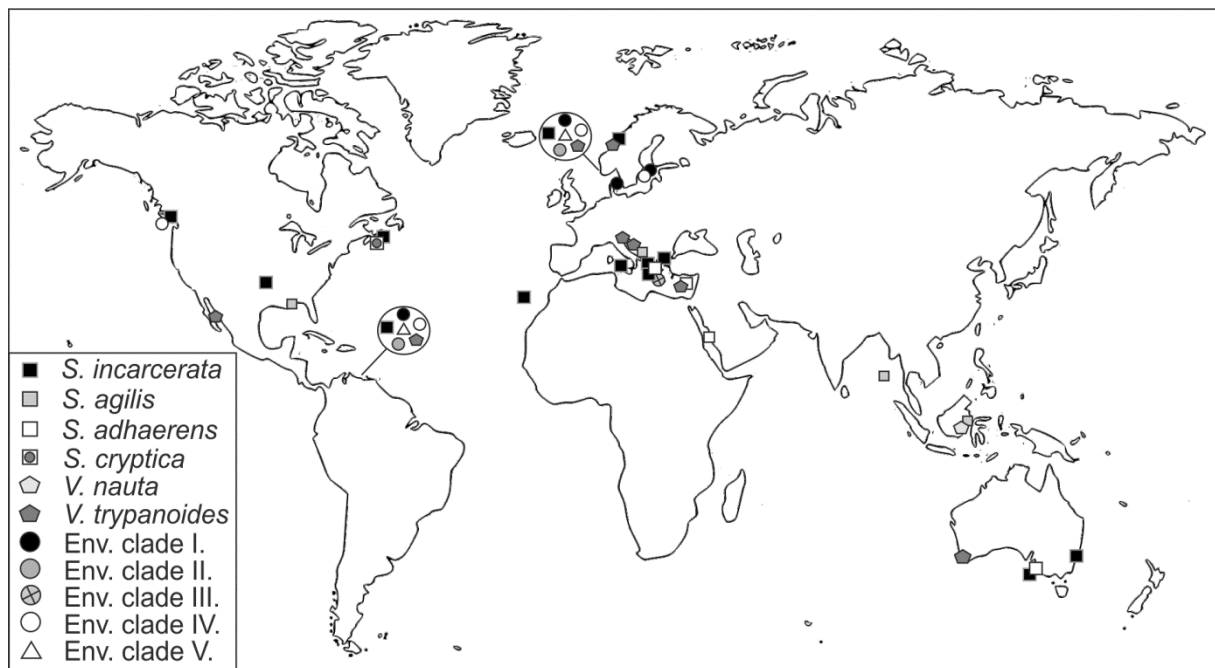 S. incarcerata
S. agilis
S. adhaerens
S. cryptica
V. nauta
V. trypanoides
Env. clade I.
Env. clade II.
Env. clade III.
Env. clade IV.
Env. clade V.